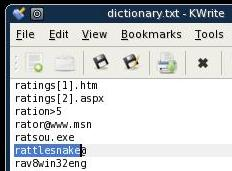 dictionary.txt - KWrite
File Edit View Bookmarks Tools
ratings[1].htm
ratings[2].aspx
ration>5
rator@www.msn
ratsou.exe
rattlesnake@
rav8win32eng